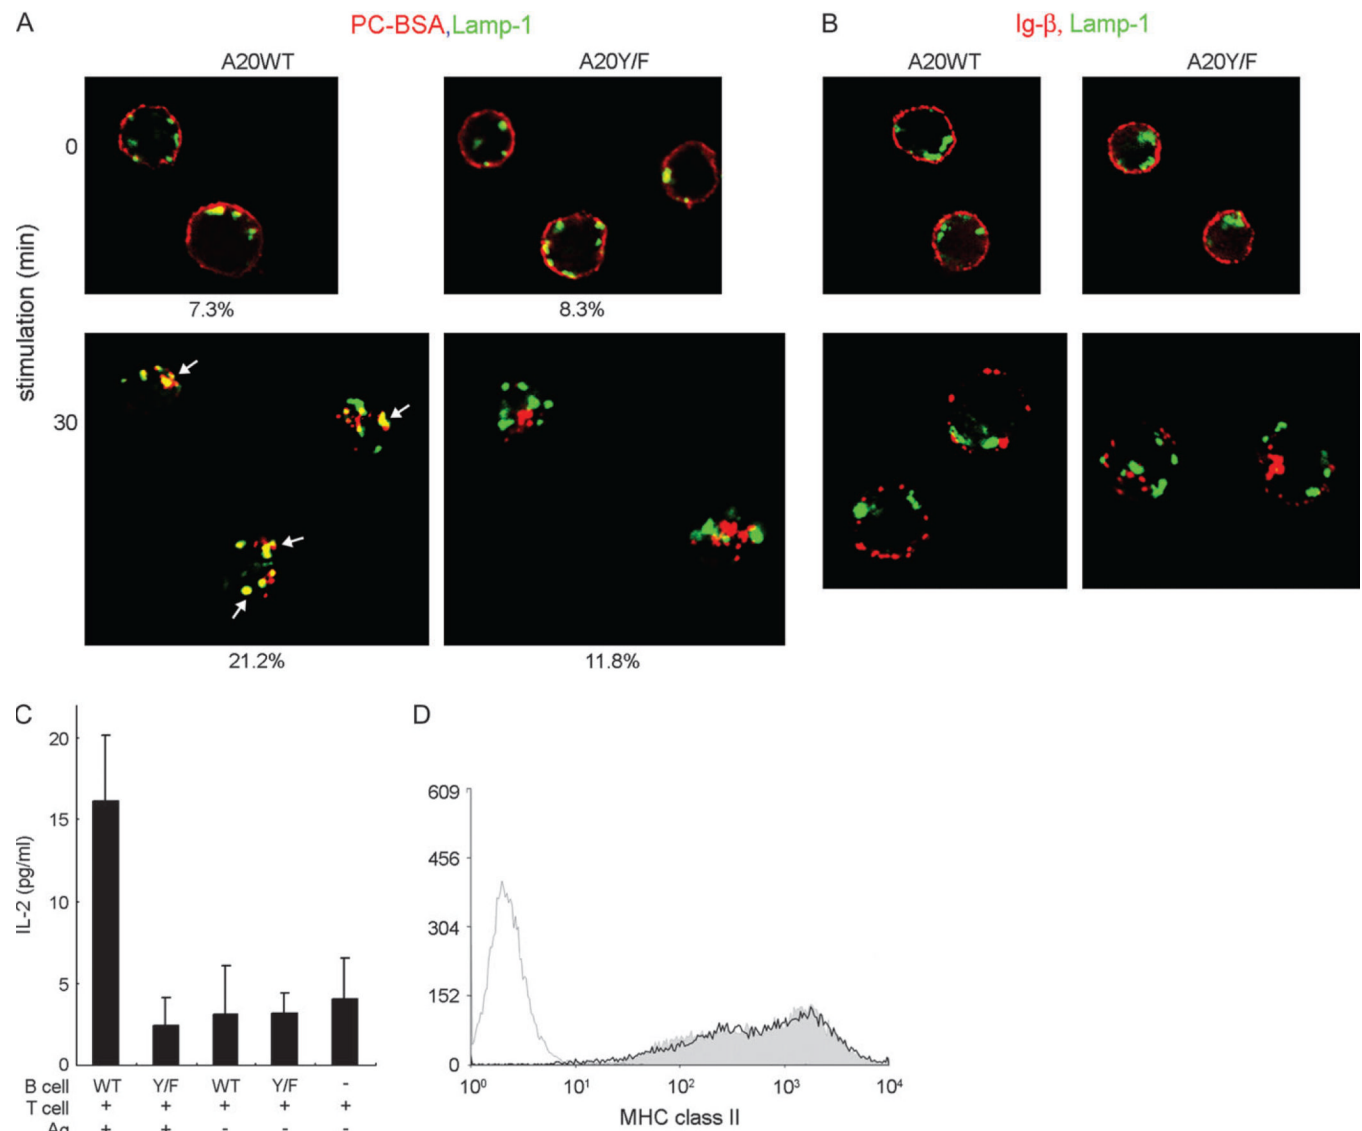 A
PC-BSA,Lamp-1
B
Ig-β, Lamp-1
A20WT
A20Y/F
A20WT
A20Y/F
stimulation (min)
0
7.3%
8.3%
30
21.2%
11.8%
C
IL-2 (pg/ml)
20
15
10
5
0
B cell WT Y/F WT Y/F -
T cell + + + + +
Ag + + - - -
D
609
456
304
152
0
10⁰ 10¹ 10² 10³ 10⁴
MHC class II